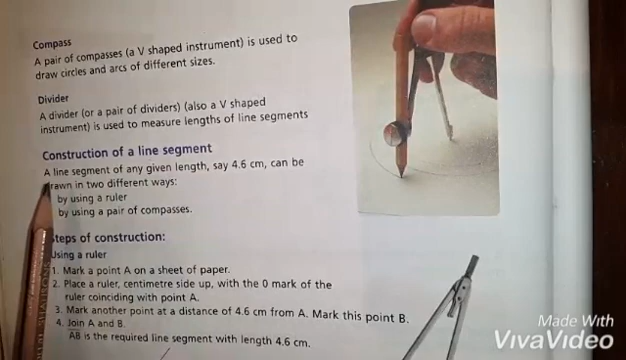 Compass
A pair of compasses (a V shaped instrument) is used to
draw circles and arcs of different sizes.
Divider
A divider (or a pair of dividers) (also a V shaped
instrument) is used to measure lengths of line segments
Construction of a line segment
A line segment of any given length, say 4.6 cm, can be
rawn in two different ways:
by using a ruler
by using a pair of compasses.
teps of construction:
Using a ruler
1. Mark a point A on a sheet of paper.
2. Place a ruler, centimetre side up, with the 0 mark of the
ruler coinciding with point A.
3. Mark another point at a distance of 4.6 cm from A. Mark this point B.
4. Join A and B.
AB is the required line segment with length 4.6 cm.
Made With
VivaVideo